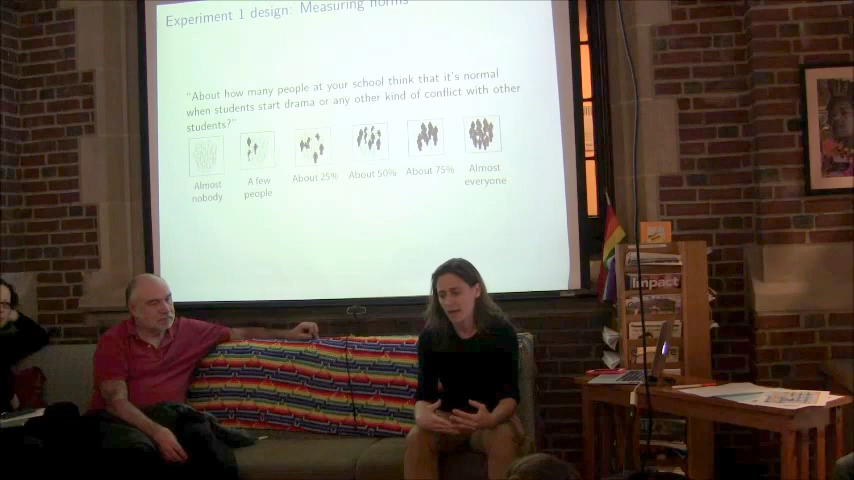 Experiment 1 design: Measuring norms
"About how many people at your school think that it's normal
when students start drama or any other kind of conflict with other
students?"
Almost
nobody
A few
people
About 25%
About 50%
About 75%
Almost
everyone
Impact